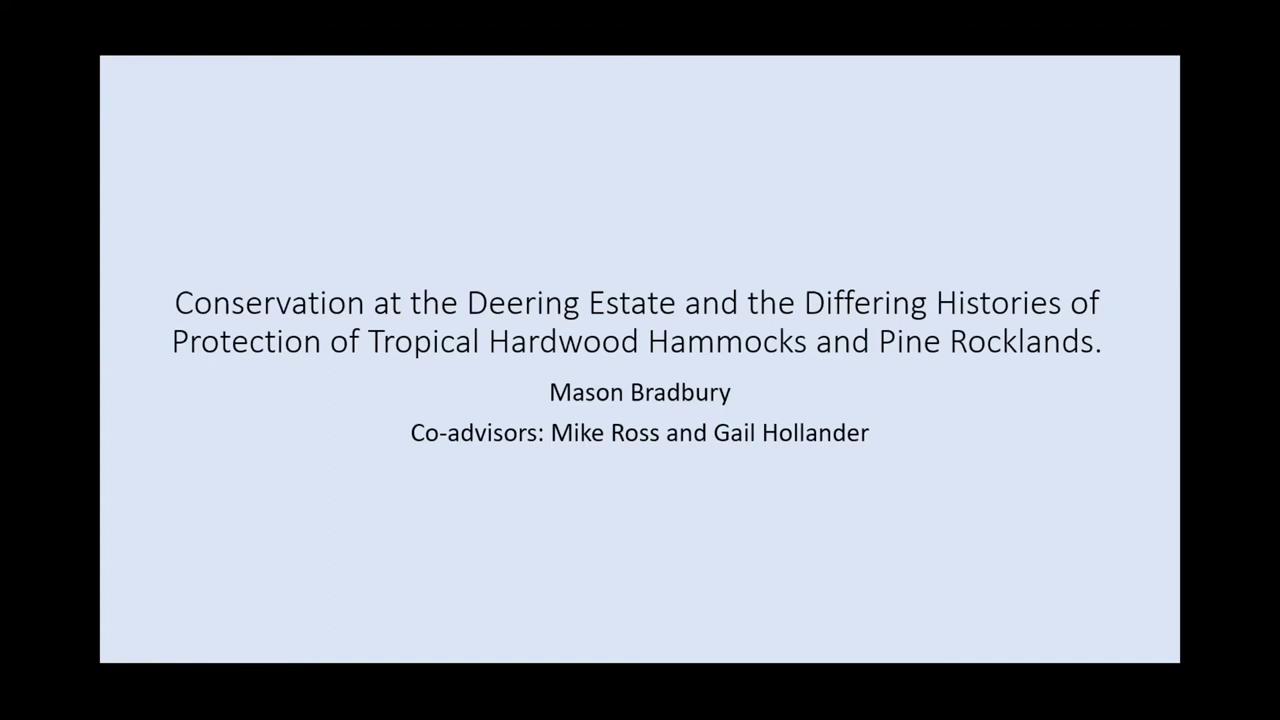 Conservation at the Deering Estate and the Differing Histories of
Protection of Tropical Hardwood Hammocks and Pine Rocklands.
Mason Bradbury
Co-advisors: Mike Ross and Gail Hollander